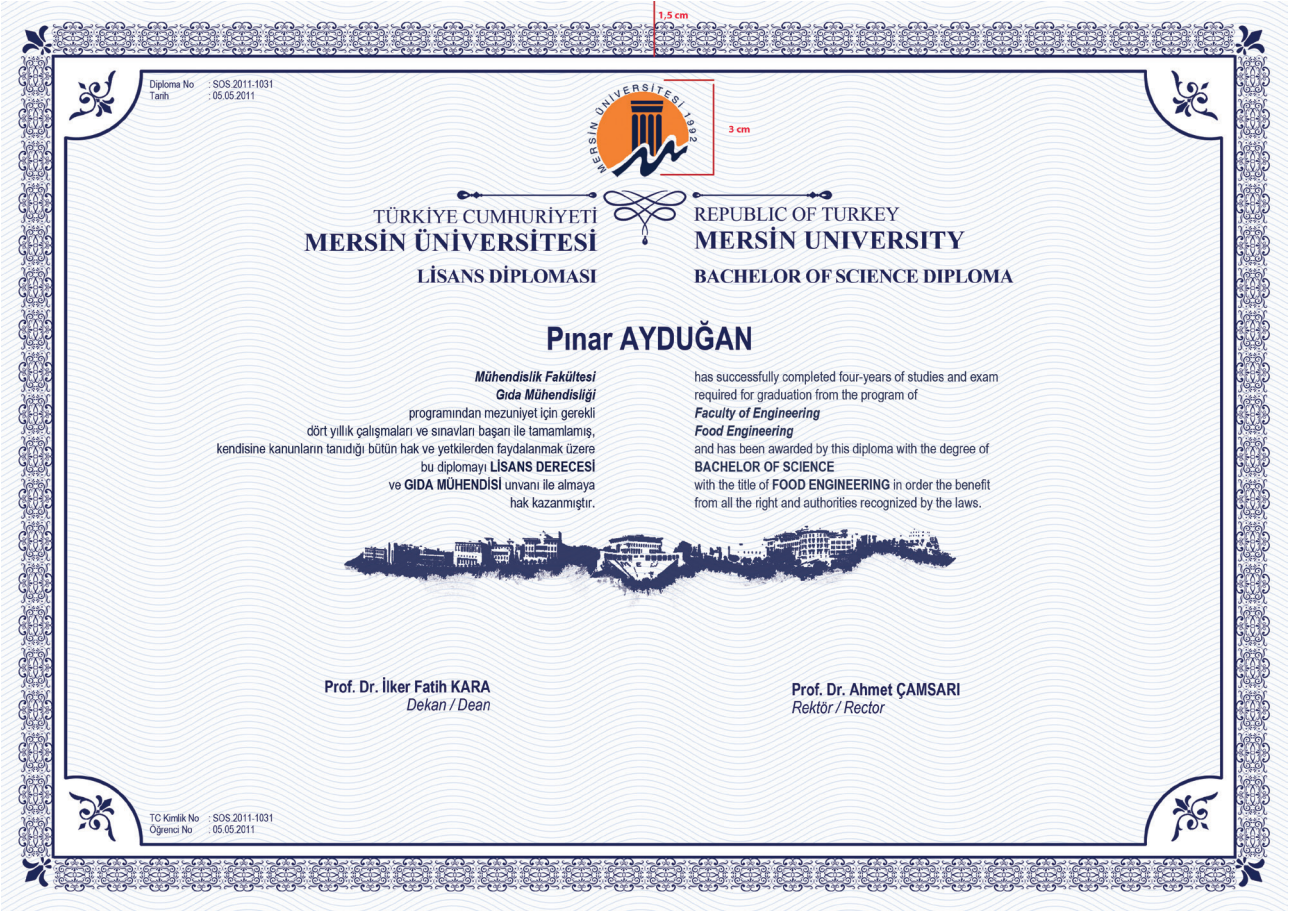 1,5 cm
Diploma No : SOS.2011-1031
Tarih : 05.05.2011
MERSİN ÜNİVERSİTESİ 1992
3 cm
TÜRKİYE CUMHURİYETİ
MERSİN ÜNİVERSİTESİ
LİSANS DİPLOMASI
REPUBLIC OF TURKEY
MERSİN UNIVERSITY
BACHELOR OF SCIENCE DIPLOMA
Pınar AYDUĞAN
Mühendislik Fakültesi
Gıda Mühendisliği
programından mezuniyet için gerekli
dört yıllık çalışmaları ve sınavları başarı ile tamamlamış,
kendisine kanunların tanıdığı bütün hak ve yetkilerden faydalanmak üzere
bu diplomayı LİSANS DERECESİ
ve GIDA MÜHENDİSİ unvanı ile almaya
hak kazanmıştır.
has successfully completed four-years of studies and exam
required for graduation from the program of
Faculty of Engineering
Food Engineering
and has been awarded by this diploma with the degree of
BACHELOR OF SCIENCE
with the title of FOOD ENGINEERING in order the benefit
from all the right and authorities recognized by the laws.
Prof. Dr. İlker Fatih KARA
Dekan / Dean
Prof. Dr. Ahmet ÇAMSARI
Rektör / Rector
TC Kimlik No : SOS.2011-1031
Öğrenci No : 05.05.2011